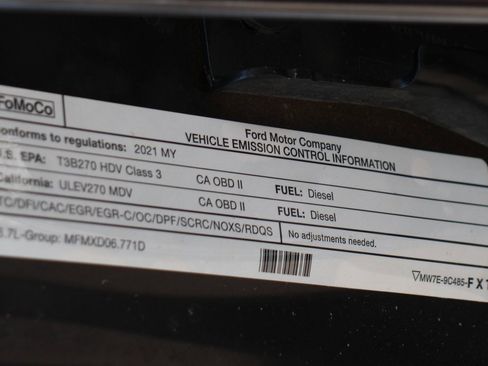 FoMoCo
Ford Motor Company
VEHICLE EMISSION CONTROL INFORMATION
onforms to regulations: 2021 MY
U.S. EPA: T3B270 HDV Class 3 CA OBD II FUEL: Diesel
California: ULEV270 MDV CA OBD II FUEL: Diesel
TC/DFI/CAC/EGR/EGR-C/OC/DPF/SCRC/NOXS/RDQS No adjustments needed.
6.7L-Group: MFMXD06.771D
MW7E-9C485-FX1